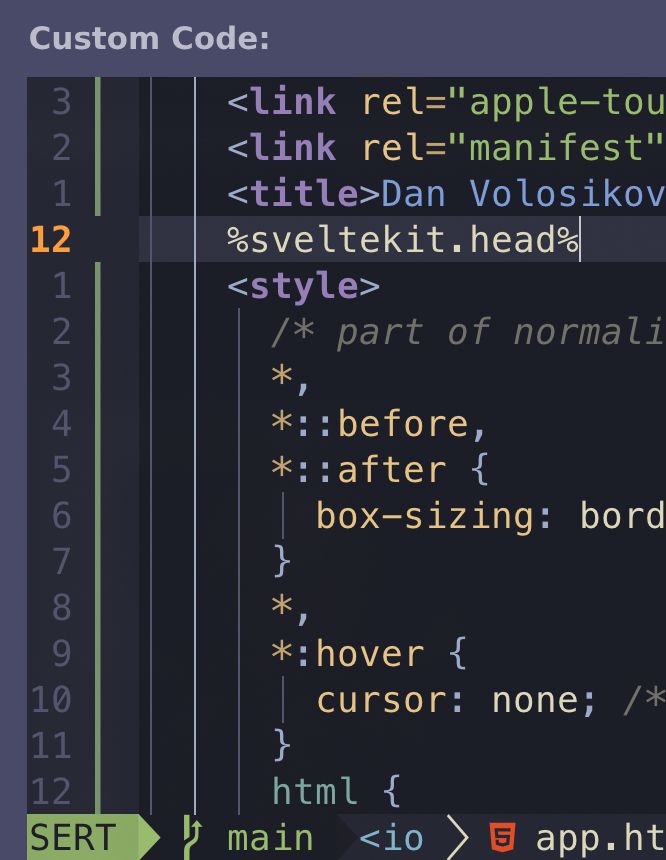 Custom Code:
3 <link rel="apple-tou
2 <link rel="manifest"
1 <title>Dan Volosikov
12 %sveltekit.head%
1 <style>
2 /* part of normali
3 *,
4 *::before,
5 *::after {
6 box-sizing: bord
7 }
8 *,
9 *:hover {
10 cursor: none; /*
11 }
12 html {
SERT main <io app.ht